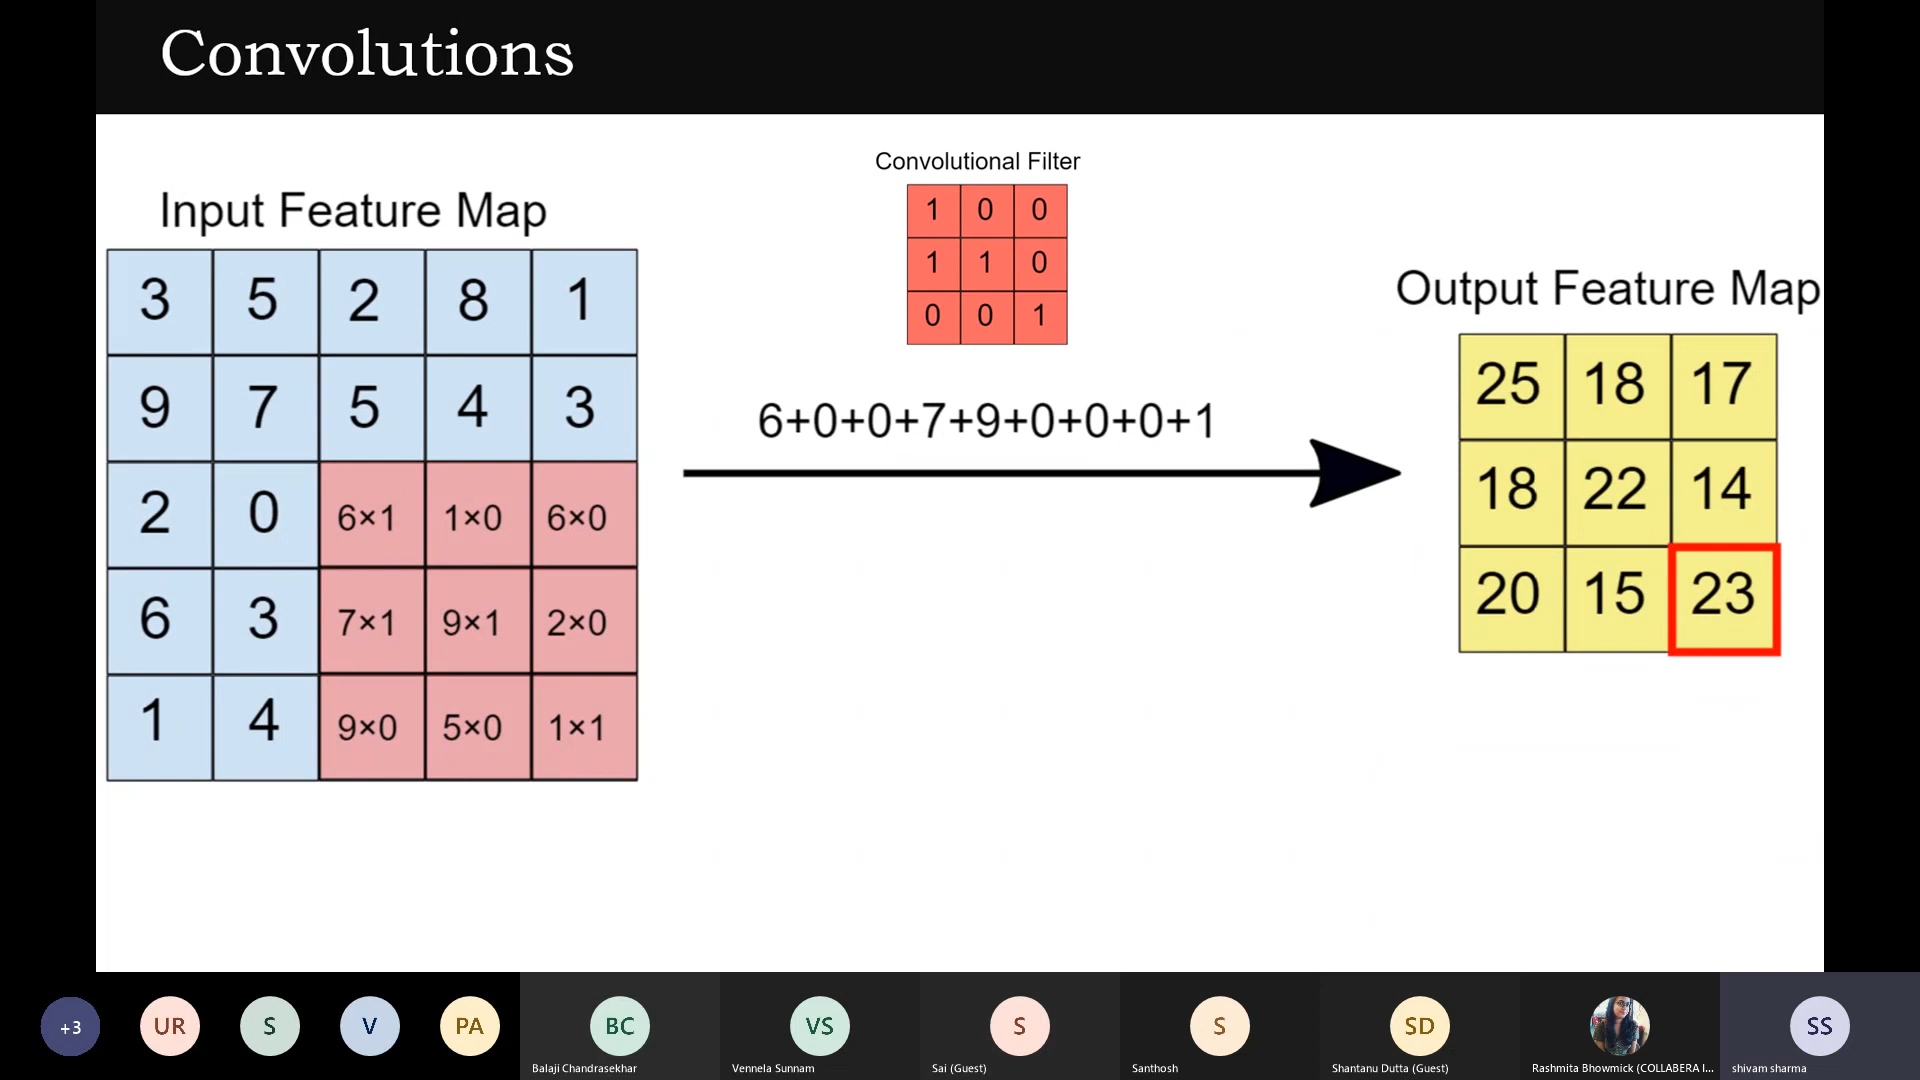 Convolutions
Input Feature Map
3 5 2 8 1
9 7 5 4 3
2 0 6×1 1×0 6×0
6 3 7×1 9×1 2×0
1 4 9×0 5×0 1×1
Convolutional Filter
1 0 0
1 1 0
0 0 1
6+0+0+7+9+0+0+0+1
Output Feature Map
25 18 17
18 22 14
20 15 23
+3 UR S V PA BC VS S S SD SS
Balaji Chandrasekhar Vennela Sunnam Sai (Guest) Santhosh Shantanu Dutta (Guest) Rashmita Bhowmick (COLLABERA I... shivam sharma